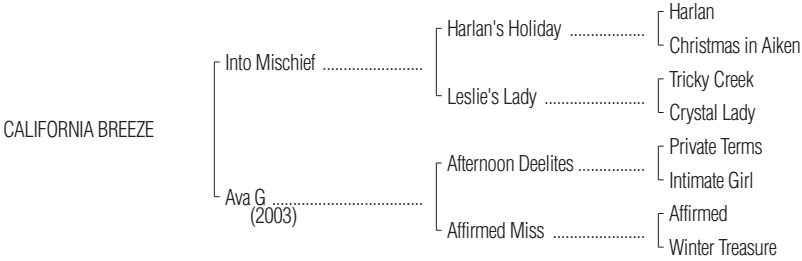 Harlan
Harlan's Holiday ..................
Christmas in Aiken
Into Mischief ........................
Tricky Creek
Leslie's Lady ........................
Crystal Lady
CALIFORNIA BREEZE
Private Terms
Afternoon Deelites ................
Intimate Girl
Ava G ....................................
(2003)
Affirmed
Affirmed Miss ......................
Winter Treasure